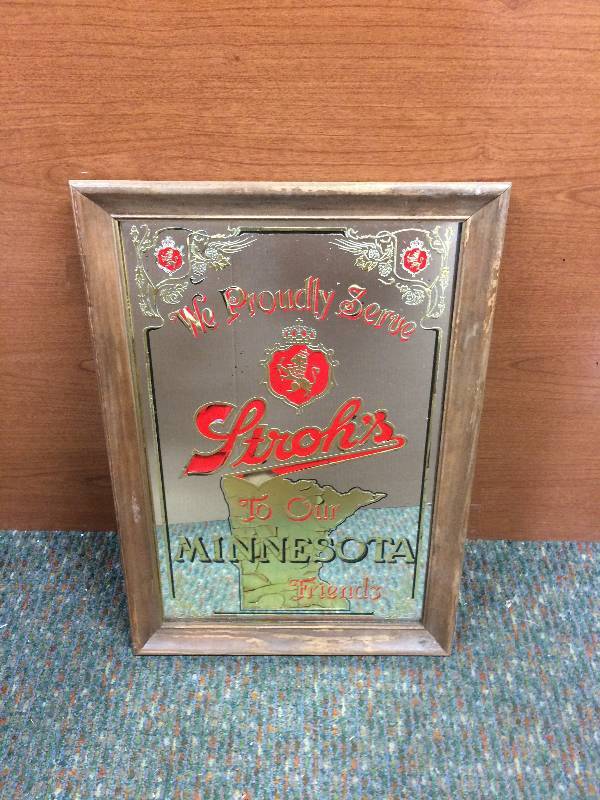 We Proudly Serve
Stroh's
To Our
MINNESOTA
Friends